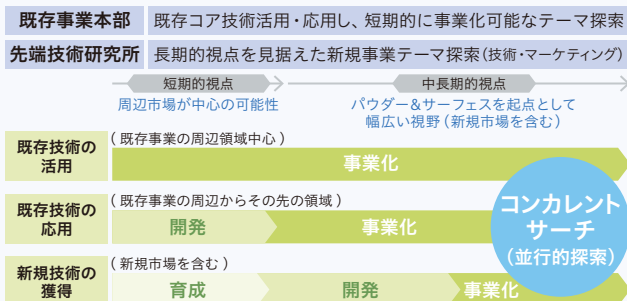 既存事業本部 既存コア技術活用・応用し、短期的に事業化可能なテーマ探索
先端技術研究所 長期的視点を見据えた新規事業テーマ探索(技術・マーケティング)
短期的視点 中長期的視点
周辺市場が中心の可能性 パウダー&サーフェスを起点として
幅広い視野(新規市場を含む)
既存技術の
活用
(既存事業の周辺領域中心)
事業化
既存技術の
応用
(既存事業の周辺からその先の領域)
開発 事業化
新規技術の
獲得
(新規市場を含む)
育成 開発 事業化
コンカレント
サーチ
(並行的探索)